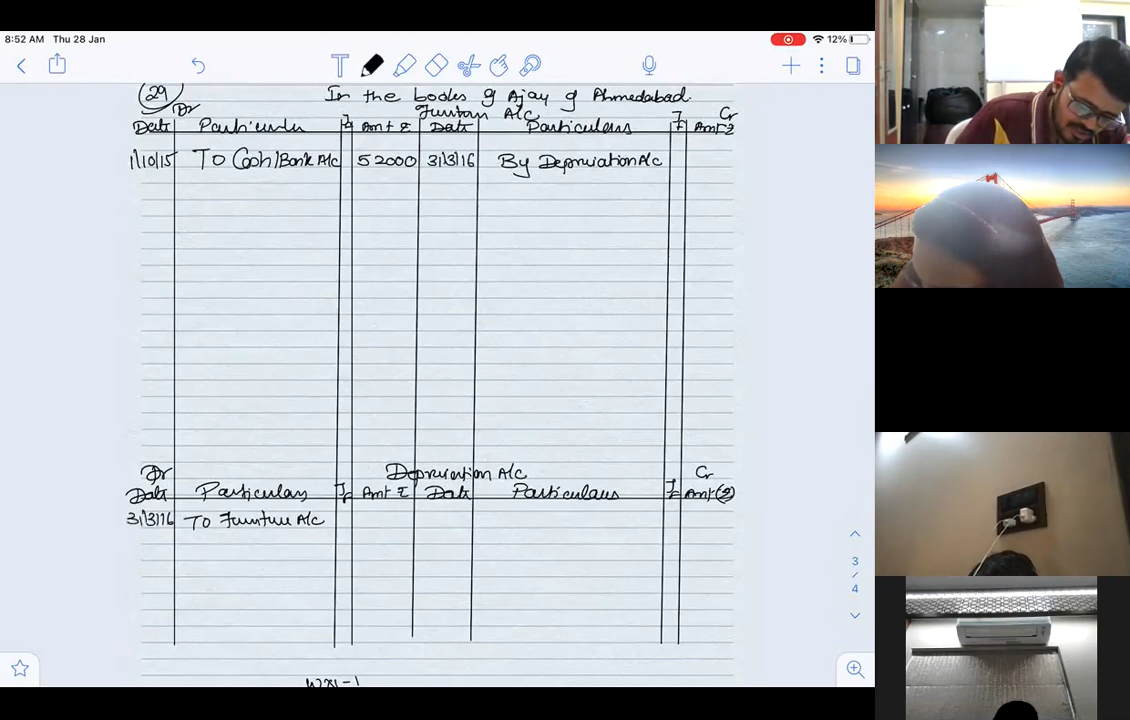 8:52 AM Thu 28 Jan
12%
29
In the books of Ajay of Ahmedabad.
Dr Furniture A/c Cr
Date Particulars Amt ₹ Date Particulars Amt ₹
1/10/15 To Cash/Bank A/c 52000 31/3/16 By Depreciation A/c
Dr Depreciation A/c Cr
Date Particulars Amt ₹ Date Particulars Amt (₹)
31/3/16 To Furniture A/c
3
/
4
WN-1